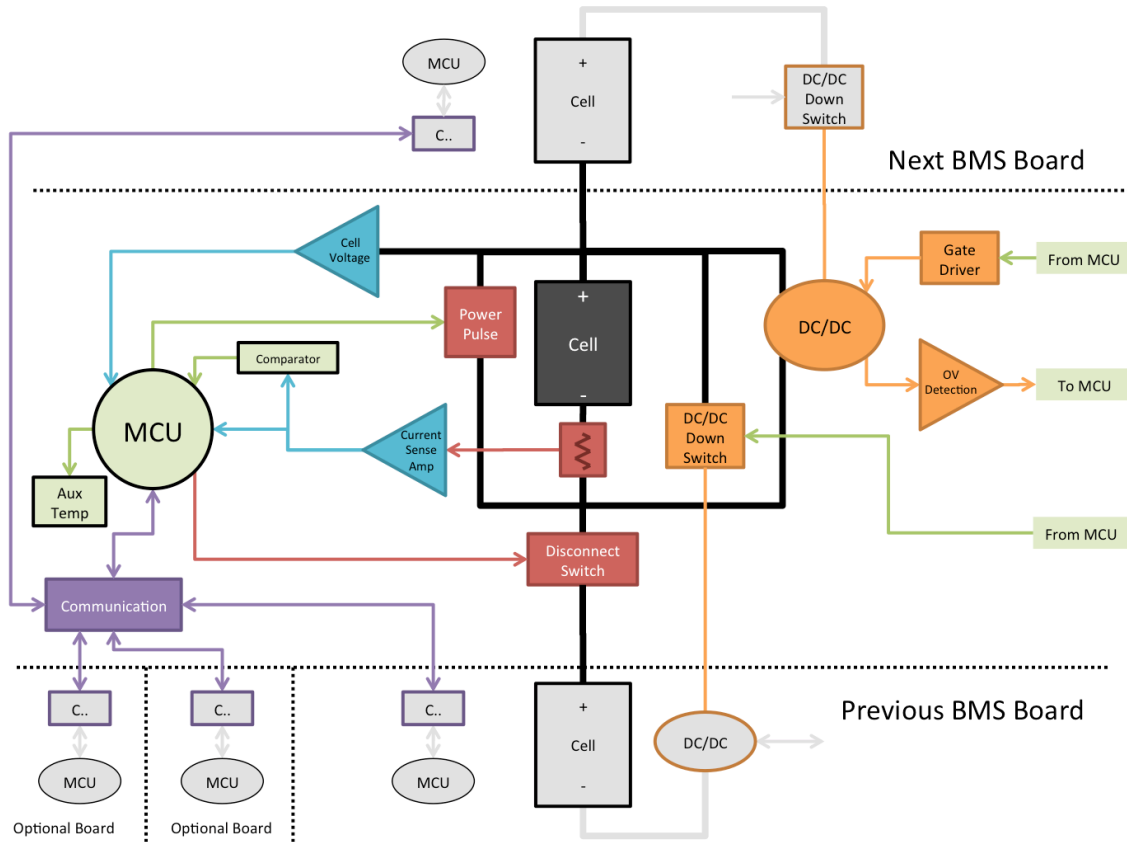 MCU
C..
+
Cell
-
DC/DC
Down
Switch
Next BMS Board
Cell
Voltage
Gate
Driver
From MCU
Power
Pulse
+
Cell
-
DC/DC
Comparator
OV
Detection
To MCU
MCU
Current
Sense
Amp
DC/DC
Down
Switch
Aux
Temp
From MCU
Disconnect
Switch
Communication
C..
MCU
Optional Board
C..
MCU
Optional Board
C..
MCU
+
Cell
-
DC/DC
Previous BMS Board